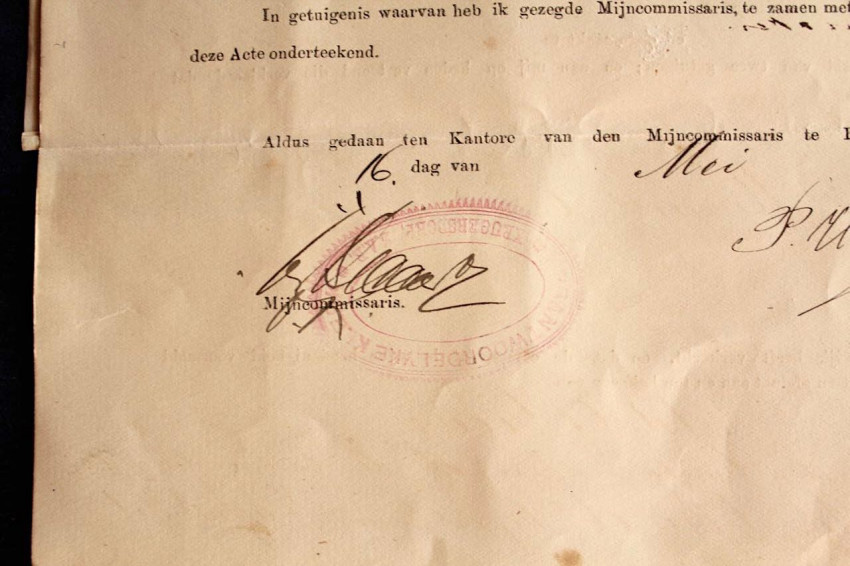 In getuigenis waarvan heb ik gezegde Mijncommissaris, te zamen met
deze Acte onderteekend.
Aldus gedaan ten Kantore van den Mijncommissaris te
16. dag van Mei
P.
Mijncommissaris.